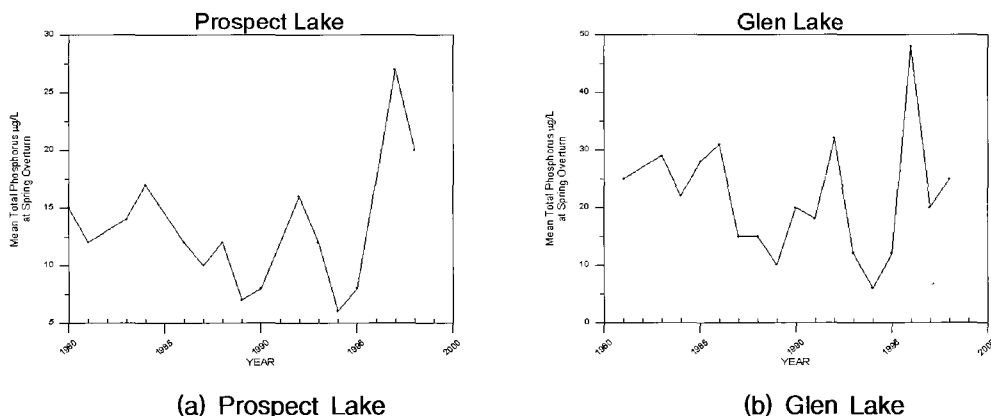 Prospect Lake
30
25
20
15
10
5
Mean Total Phosphorus µg/L
at Spring Overturn
1980
1985
1990
1995
2000
YEAR
(a) Prospect Lake
Glen Lake
50
40
30
20
10
0
Mean Total Phosphorus µg/L
at Spring Overturn
1980
1985
1990
1995
2000
YEAR
(b) Glen Lake